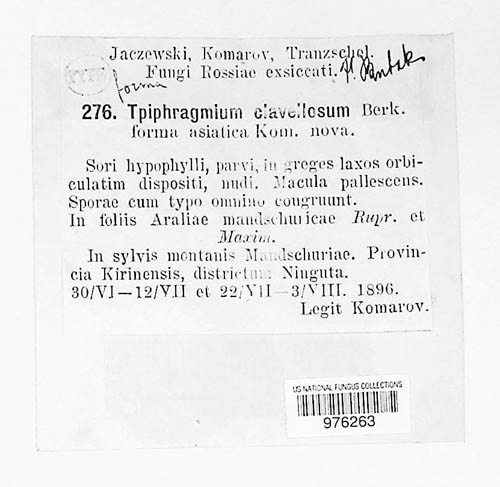 Jaczewski, Komarov, Tranzschel.
TYPE
Fungi Rossiae exsiccati.
forma
276. Tpiphragmium clavellosum Berk.
forma asiatica Kom. nova.
Sori hypophylli, parvi, in greges laxos orbi-
culatim dispositi, nudi. Macula pallescens.
Sporae cum typo omnino congruunt.
In foliis Araliae mandschuricae Rupr. et
Maxim.
In sylvis montanis Mandschuriae. Provin-
cia Kirinensis, districtum Ninguta.
30/VI—12/VII et 22/VII—3/VIII. 1896.
Legit Komarov.
US NATIONAL FUNGUS COLLECTIONS
976263